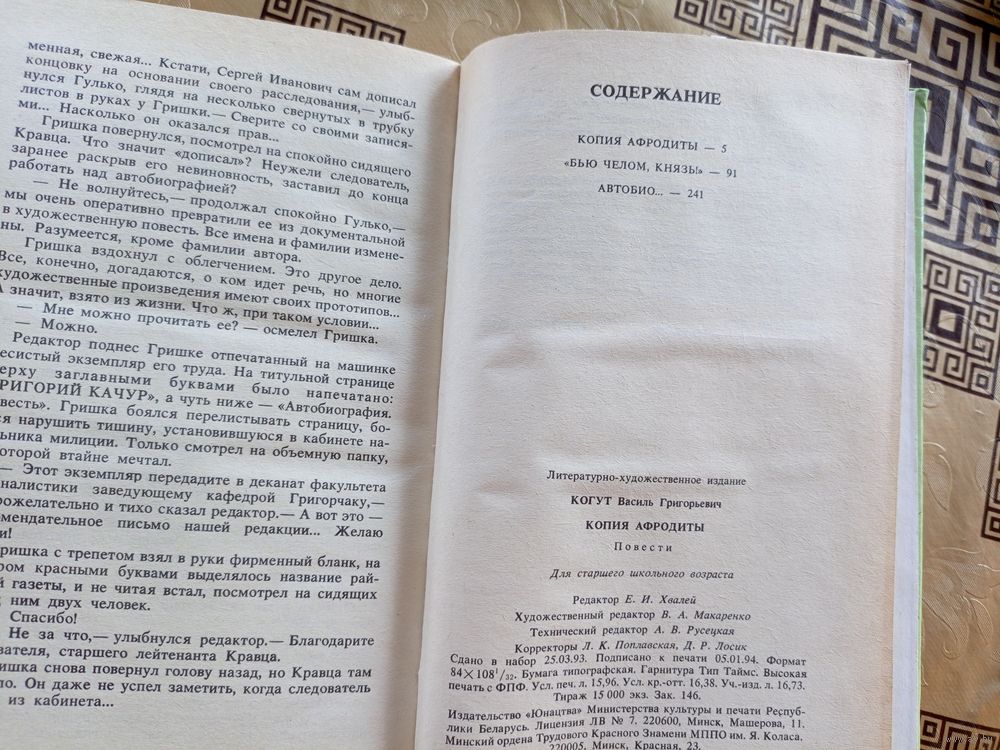 менная, свежая... Кстати, Сергей Иванович сам дописал
концовку на основании своего расследования,— улыб-
нулся Гулько, глядя на несколько свернутых в трубку
листов в руках у Гришки.— Сверите со своими запися-
ми... Насколько он оказался прав...
Гришка повернулся, посмотрел на спокойно сидящего
Кравца. Что значит «дописал»? Неужели следователь,
заранее раскрыв его невиновность, заставил до конца
работать над автобиографией?
— Не волнуйтесь,— продолжал спокойно Гулько,—
мы очень оперативно превратили ее из документальной
в художественную повесть. Все имена и фамилии измене-
ны. Разумеется, кроме фамилии автора.
Гришка вздохнул с облегчением. Это другое дело.
Все, конечно, догадаются, о ком идет речь, но многие
художественные произведения имеют своих прототипов...
А значит, взято из жизни. Что ж, при таком условии...
— Мне можно прочитать ее? — осмелел Гришка.
— Можно.
Редактор поднес Гришке отпечатанный на машинке
есистый экземпляр его труда. На титульной странице
верху заглавными буквами было напечатано:
РИГОРИЙ КАЧУР», а чуть ниже — «Автобиография.
овесть». Гришка боялся перелистывать страницу, бо-
ся нарушить тишину, установившуюся в кабинете на-
льника милиции. Только смотрел на объемную папку,
которой втайне мечтал.
— Этот экземпляр передадите в деканат факультета
налистики заведующему кафедрой Григорчаку,—
рожелательно и тихо сказал редактор.— А вот это —
омендательное письмо нашей редакции... Желаю
и!
ришка с трепетом взял в руки фирменный бланк, на
ром красными буквами выделялось название рай-
й газеты, и не читая встал, посмотрел на сидящих
ним двух человек.
Спасибо!
Не за что,— улыбнулся редактор.— Благодарите
вателя, старшего лейтенанта Кравца.
ишка снова повернул голову назад, но Кравца там
ло. Он даже не успел заметить, когда следователь
из кабинета...
СОДЕРЖАНИЕ
КОПИЯ АФРОДИТЫ — 5
«БЬЮ ЧЕЛОМ, КНЯЗЬ!» — 91
АВТОБИО... — 241
Литературно-художественное издание
КОГУТ Василь Григорьевич
КОПИЯ АФРОДИТЫ
Повести
Для старшего школьного возраста
Редактор Е. И. Хвалей
Художественный редактор В. А. Макаренко
Технический редактор А. В. Русецкая
Корректоры Л. К. Поплавская, Д. Р. Лосик
Сдано в набор 25.03.93. Подписано к печати 05.01.94. Формат
84×108¹/₃₂. Бумага типографская. Гарнитура Тип Таймс. Высокая
печать с ФПФ. Усл. печ. л. 15,96. Усл. кр.-отт. 16,38. Уч.-изд. л. 16,73.
Тираж 15 000 экз. Зак. 146.
Издательство «Юнацтва» Министерства культуры и печати Респуб-
лики Беларусь. Лицензия ЛВ № 7. 220600, Минск, Машерова, 11.
Минский ордена Трудового Красного Знамени МППО им. Я. Коласа.
220005, Минск, Красная, 23.